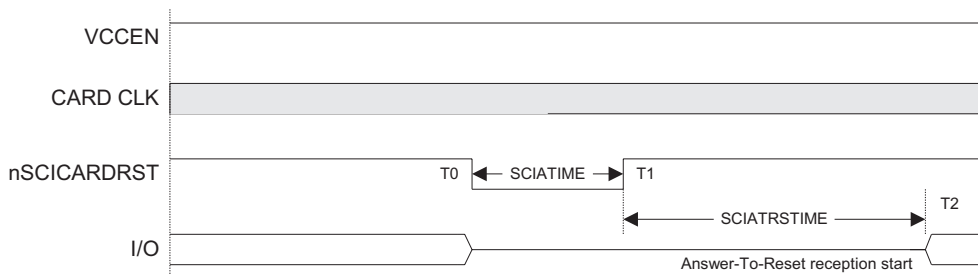 VCCEN
CARD CLK
nSCICARDRST
T0
SCIATIME
T1
T2
SCIATRSTIME
I/O
Answer-To-Reset reception start